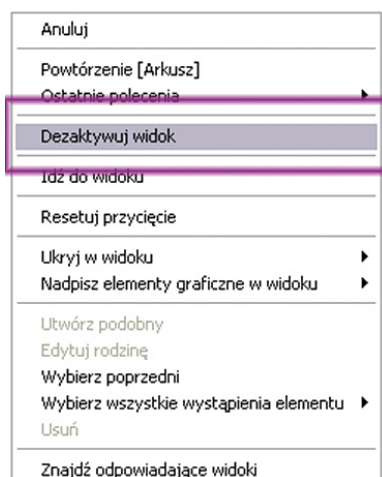 Anuluj
Powtórzenie [Arkusz]
Ostatnie polecenia
Dezaktywuj widok
Idź do widoku
Resetuj przycięcie
Ukryj w widoku
Nadpisz elementy graficzne w widoku
Utwórz podobny
Edytuj rodzinę
Wybierz poprzedni
Wybierz wszystkie wystąpienia elementu
Usuń
Znajdź odpowiadające widoki